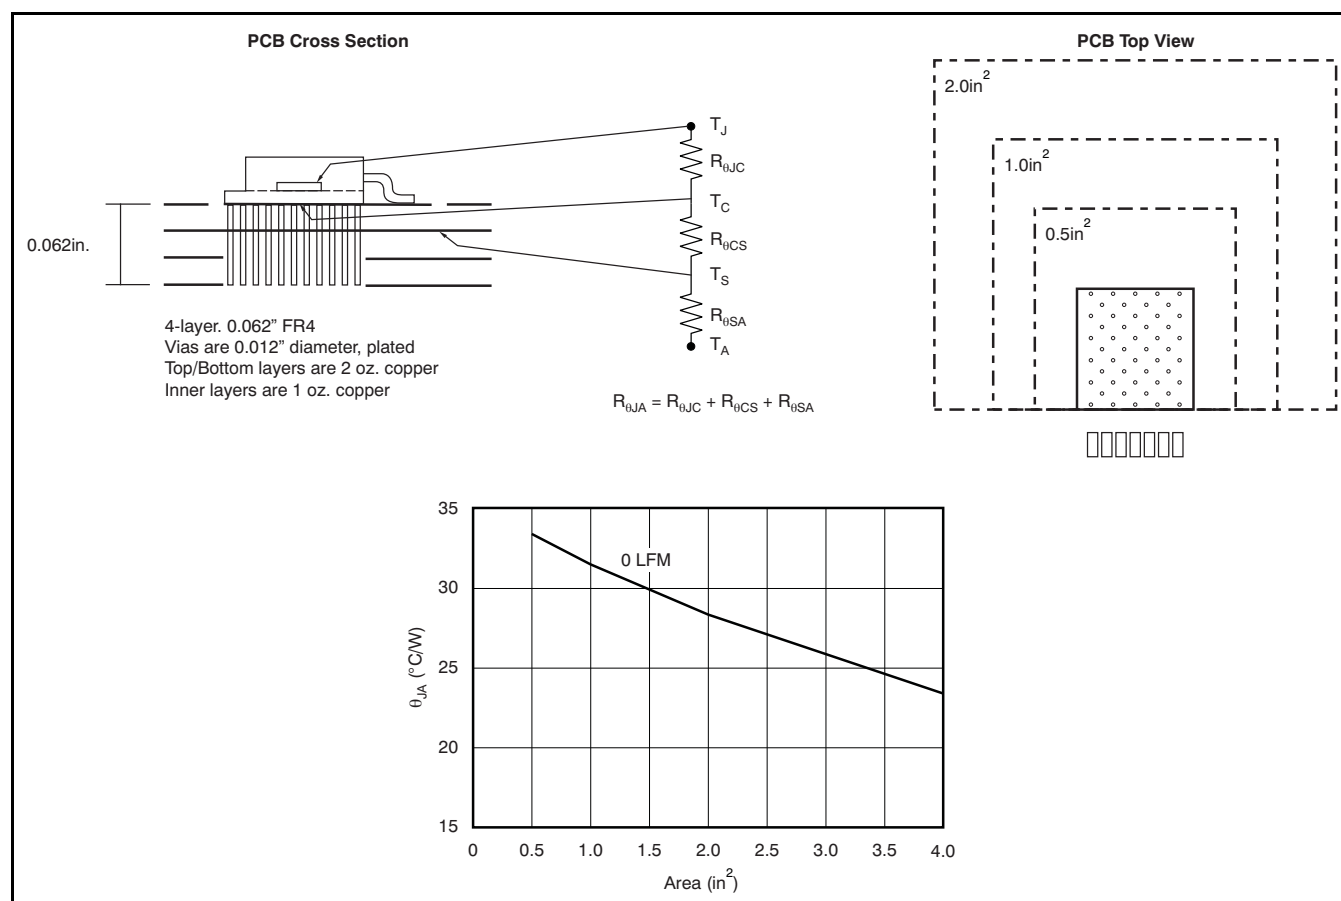 PCB Cross Section
PCB Top View
2.0in²
1.0in²
0.5in²
T_J
R_θJC
T_C
R_θCS
T_S
R_θSA
T_A
0.062in.
4-layer. 0.062” FR4
Vias are 0.012” diameter, plated
Top/Bottom layers are 2 oz. copper
Inner layers are 1 oz. copper
R_θJA = R_θJC + R_θCS + R_θSA
35
30
25
20
15
θ_JA (°C/W)
0 LFM
0 0.5 1.0 1.5 2.0 2.5 3.0 3.5 4.0
Area (in²)